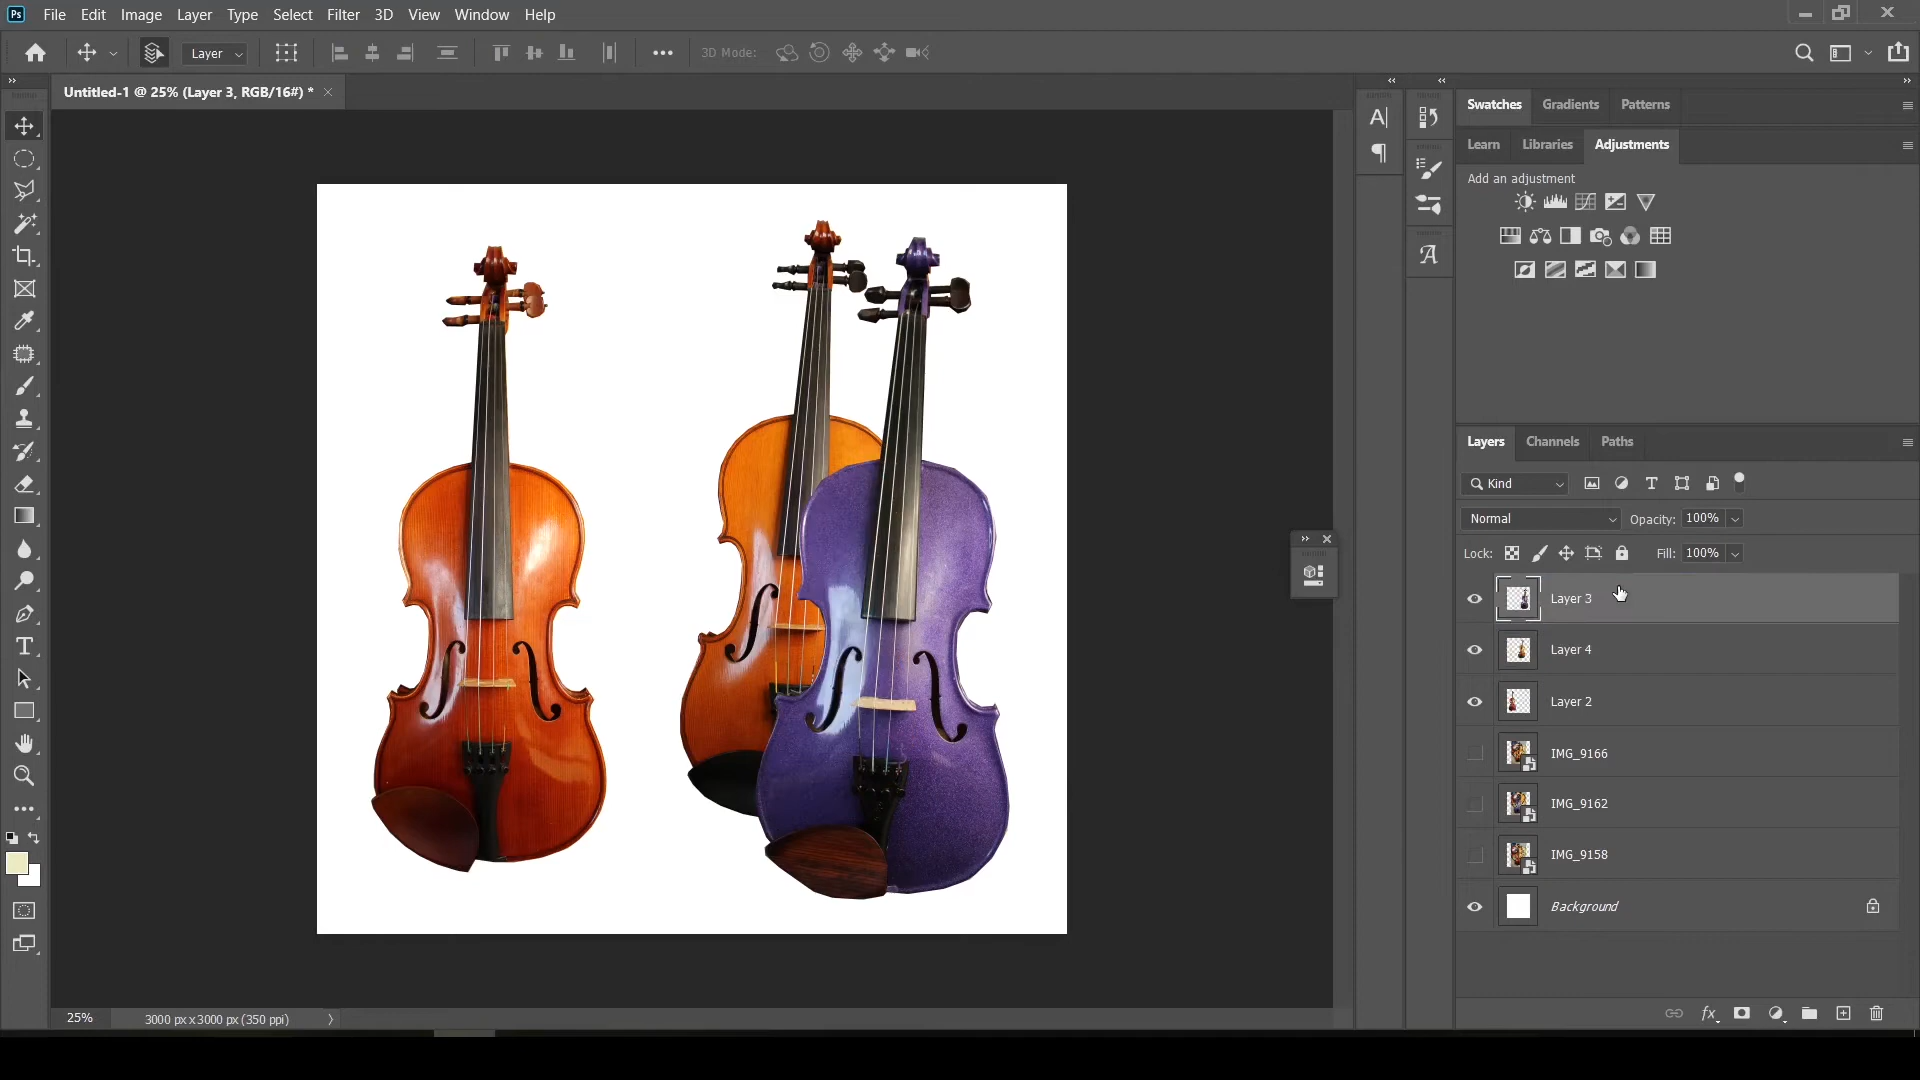 Ps File Edit Image Layer Type Select Filter 3D View Window Help
Layer 3D Mode:
Untitled-1 @ 25% (Layer 3, RGB/16#) *
Swatches Gradients Patterns
Learn Libraries Adjustments
Add an adjustment
Layers Channels Paths
Kind
Normal Opacity: 100%
Lock: Fill: 100%
Layer 3
Layer 4
Layer 2
IMG_9166
IMG_9162
IMG_9158
Background
25% 3000 px x 3000 px (350 ppi)